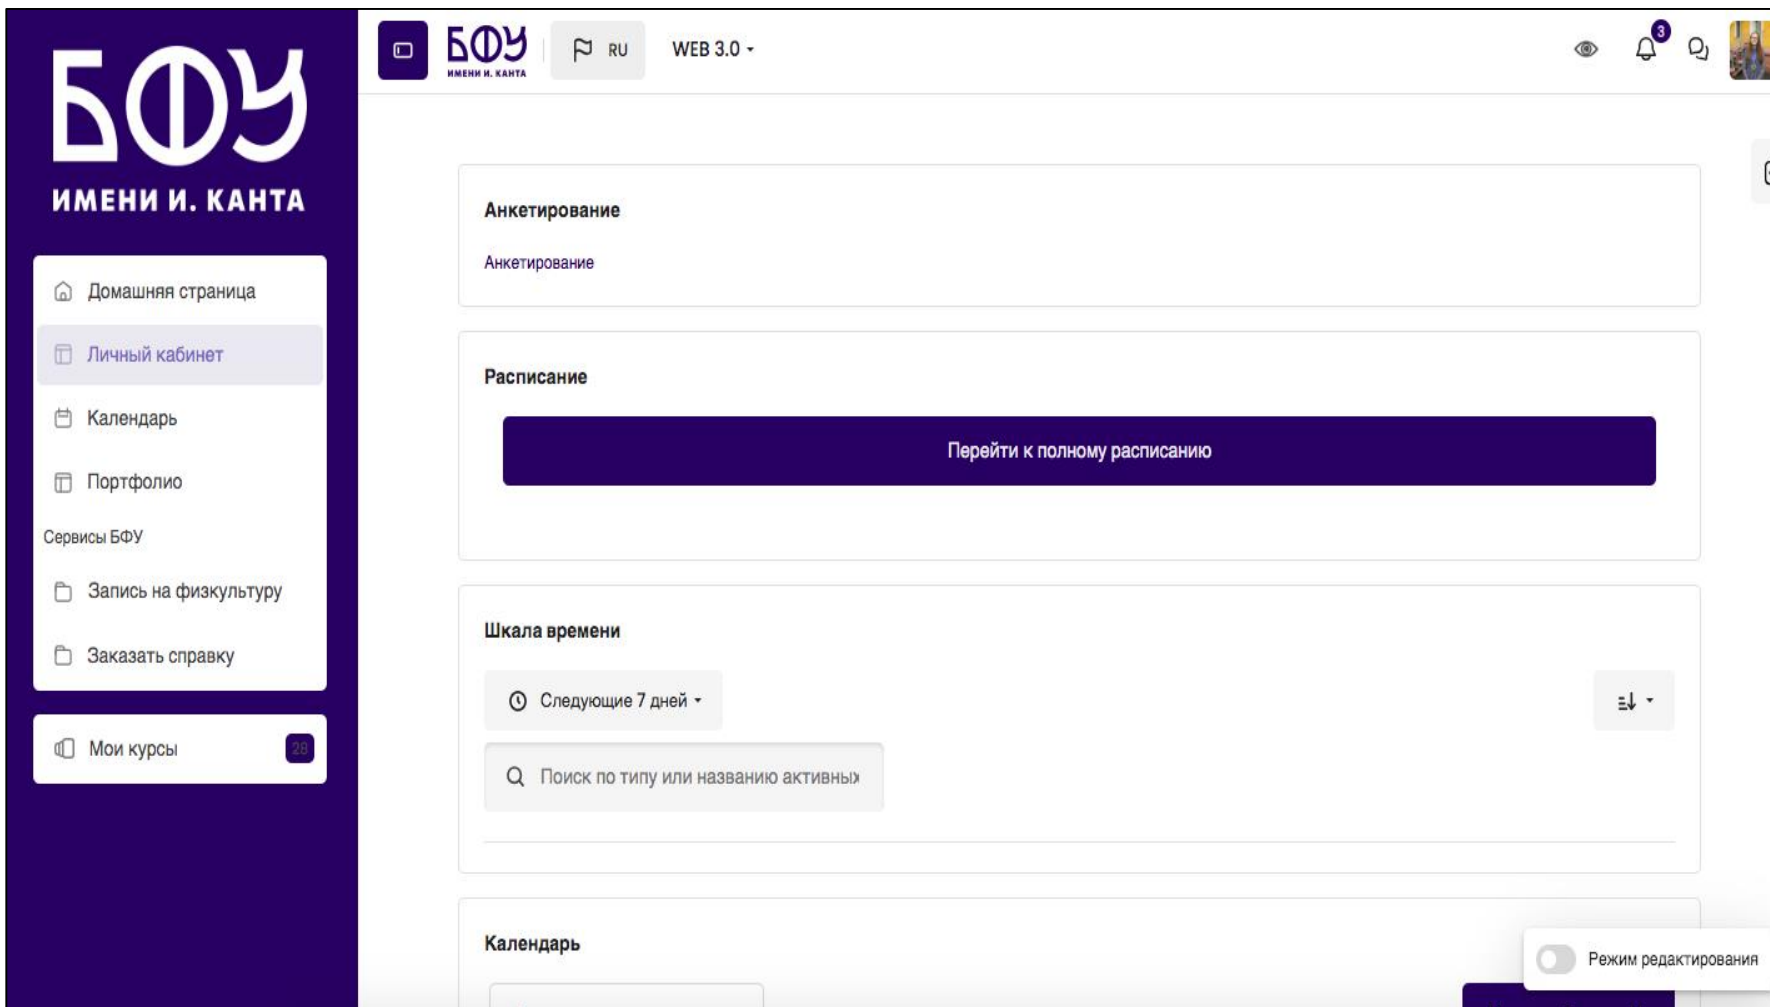 БФУ
ИМЕНИ И. КАНТА
Домашняя страница
Личный кабинет
Календарь
Портфолио
Сервисы БФУ
Запись на физкультуру
Заказать справку
Мои курсы 28
БФУ
ИМЕНИ И. КАНТА
RU WEB 3.0
3
Анкетирование
Анкетирование
Расписание
Перейти к полному расписанию
Шкала времени
Следующие 7 дней
Поиск по типу или названию активных
Календарь
Режим редактирования